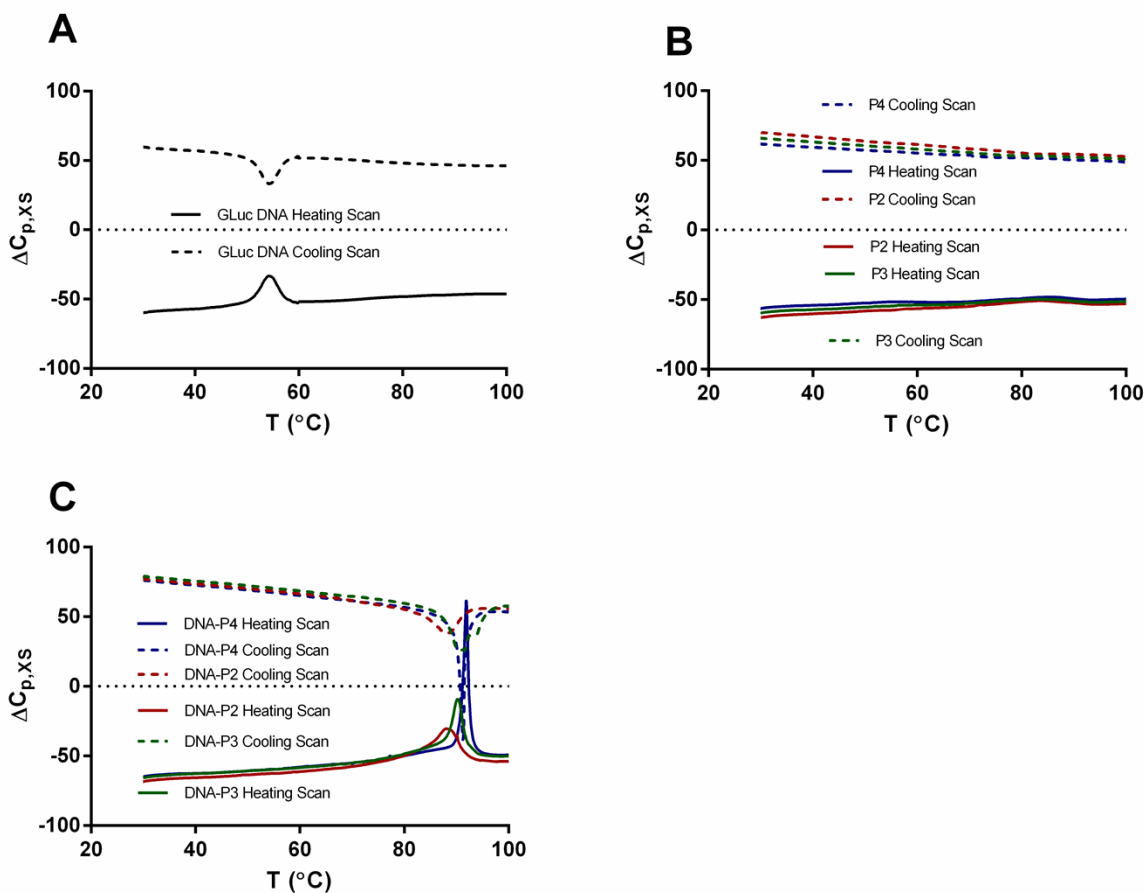 A
100
50
0
-50
-100
ΔCp,xs
GLuc DNA Heating Scan
GLuc DNA Cooling Scan
20 40 60 80 100
T (°C)
B
100
50
0
-50
-100
ΔCp,xs
P4 Cooling Scan
P4 Heating Scan
P2 Cooling Scan
P2 Heating Scan
P3 Heating Scan
P3 Cooling Scan
20 40 60 80 100
T (°C)
C
100
50
0
-50
-100
ΔCp,xs
DNA-P4 Heating Scan
DNA-P4 Cooling Scan
DNA-P2 Cooling Scan
DNA-P2 Heating Scan
DNA-P3 Cooling Scan
DNA-P3 Heating Scan
20 40 60 80 100
T (°C)